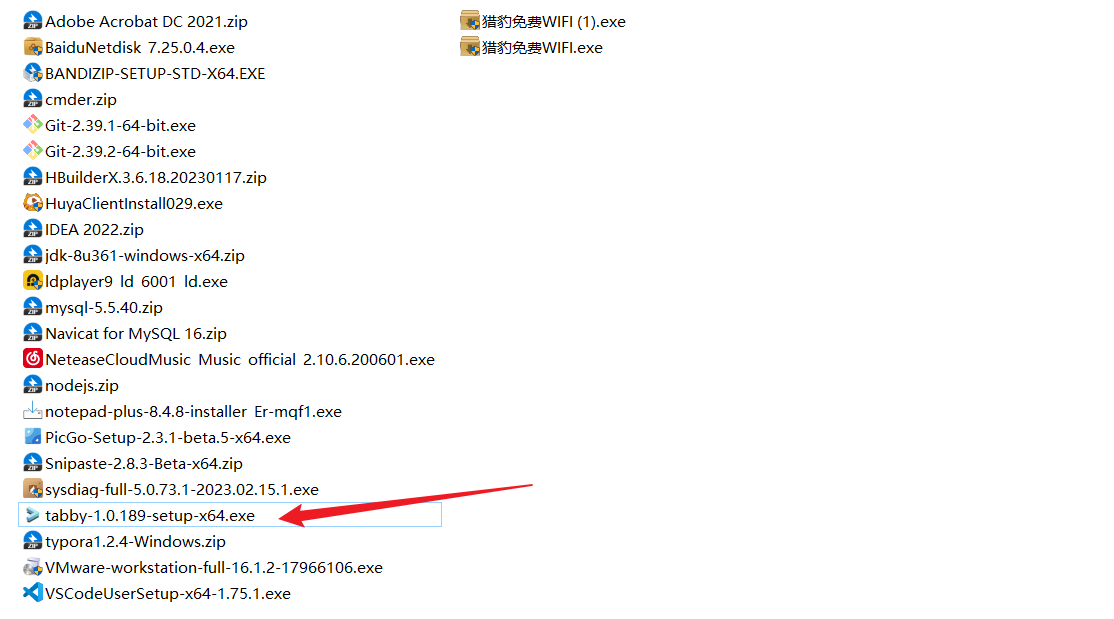 Adobe Acrobat DC 2021.zip
BaiduNetdisk_7.25.0.4.exe
BANDIZIP-SETUP-STD-X64.EXE
cmder.zip
Git-2.39.1-64-bit.exe
Git-2.39.2-64-bit.exe
HBuilderX.3.6.18.20230117.zip
HuyaClientInstall029.exe
IDEA 2022.zip
jdk-8u361-windows-x64.zip
ldplayer9_ld_6001_ld.exe
mysql-5.5.40.zip
Navicat for MySQL 16.zip
NeteaseCloudMusic_Music_official_2.10.6.200601.exe
nodejs.zip
notepad-plus-8.4.8-installer_Er-mqf1.exe
PicGo-Setup-2.3.1-beta.5-x64.exe
Snipaste-2.8.3-Beta-x64.zip
sysdiag-full-5.0.73.1-2023.02.15.1.exe
tabby-1.0.189-setup-x64.exe
typora1.2.4-Windows.zip
VMware-workstation-full-16.1.2-17966106.exe
VSCodeUserSetup-x64-1.75.1.exe
猎豹免费WIFI (1).exe
猎豹免费WIFI.exe